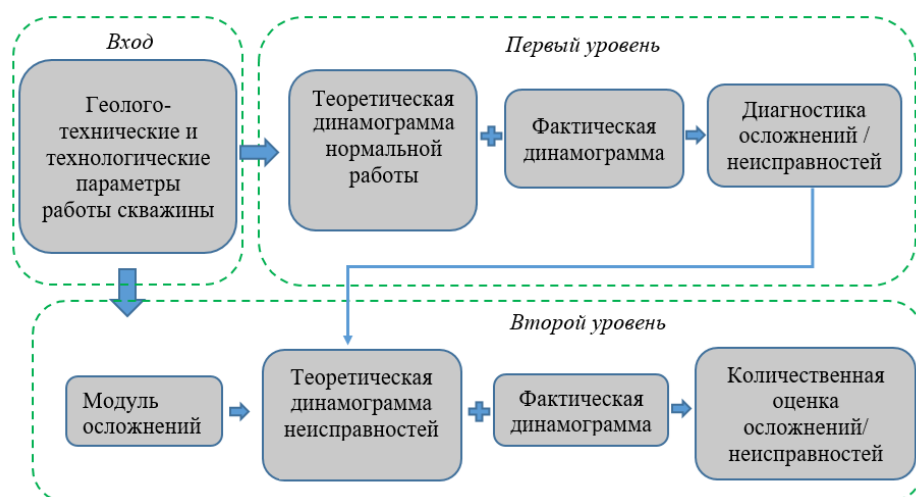 Вход
Геолого-
технические и
технологические
параметры
работы скважины
Первый уровень
Теоретическая
динамограмма
нормальной
работы
Фактическая
динамограмма
Диагностика
осложнений /
неисправностей
Второй уровень
Модуль
осложнений
Теоретическая
динамограмма
неисправностей
Фактическая
динамограмма
Количественная
оценка
осложнений/
неисправностей